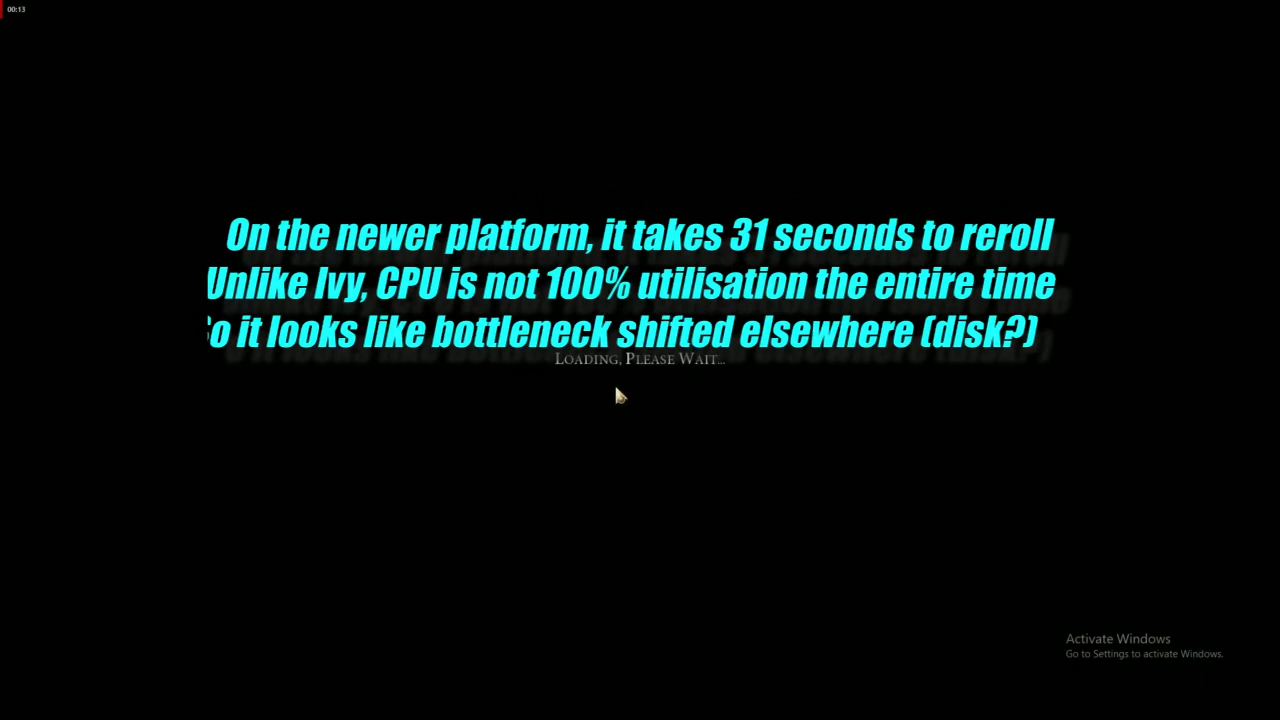 00:13
On the newer platform, it takes 31 seconds to reroll
Unlike Ivy, CPU is not 100% utilisation the entire time
So it looks like bottleneck shifted elsewhere (disk?)
LOADING, PLEASE WAIT...
Activate Windows
Go to Settings to activate Windows.